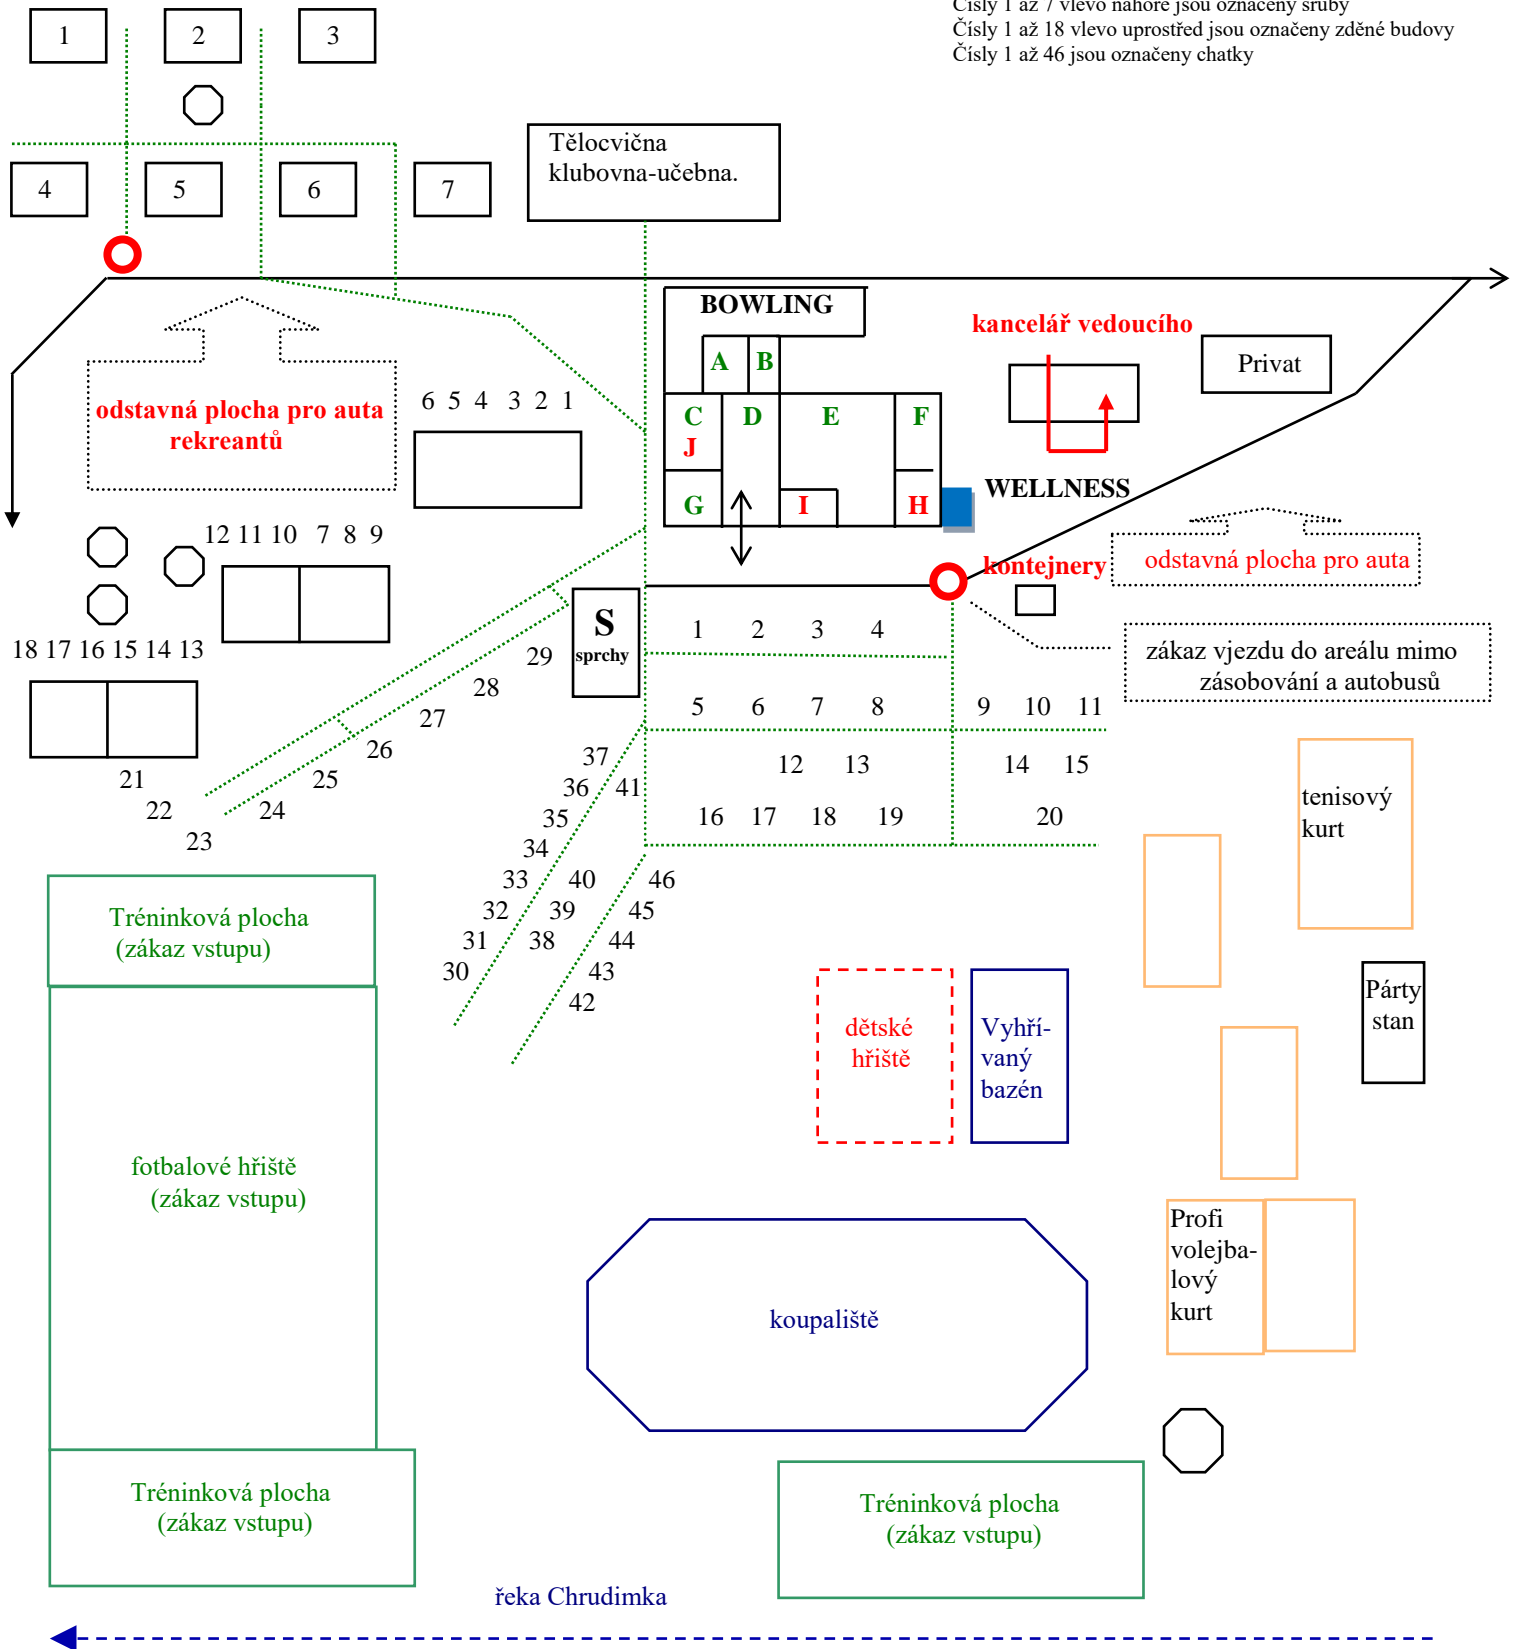 Čísly 1 až 7 vlevo nahoře jsou označeny sruby
Čísly 1 až 18 vlevo uprostřed jsou označeny zděné budovy
Čísly 1 až 46 jsou označeny chatky
1 2 3
Tělocvična
klubovna-učebna.
4 5 6 7
BOWLING
kancelář vedoucího
A B
Privat
odstavná plocha pro auta
rekreantů
6 5 4 3 2 1
C D E F
J
G I H
WELLNESS
12 11 10 7 8 9
kontejnery
odstavná plocha pro auta
S
sprchy
18 17 16 15 14 13
1 2 3 4
zákaz vjezdu do areálu mimo
zásobování a autobusů
29
28
27
26
25
24
21
22
23
5 6 7 8 9 10 11
12 13 14 15
16 17 18 19 20
37
36
35
34
33
32
31
30
41
40
39
38
46
45
44
43
42
tenisový
kurt
Tréninková plocha
(zákaz vstupu)
Párty
stan
dětské
hřiště
Vyhří-
vaný
bazén
fotbalové hřiště
(zákaz vstupu)
Profi
volejba-
lový
kurt
koupaliště
Tréninková plocha
(zákaz vstupu)
Tréninková plocha
(zákaz vstupu)
řeka Chrudimka